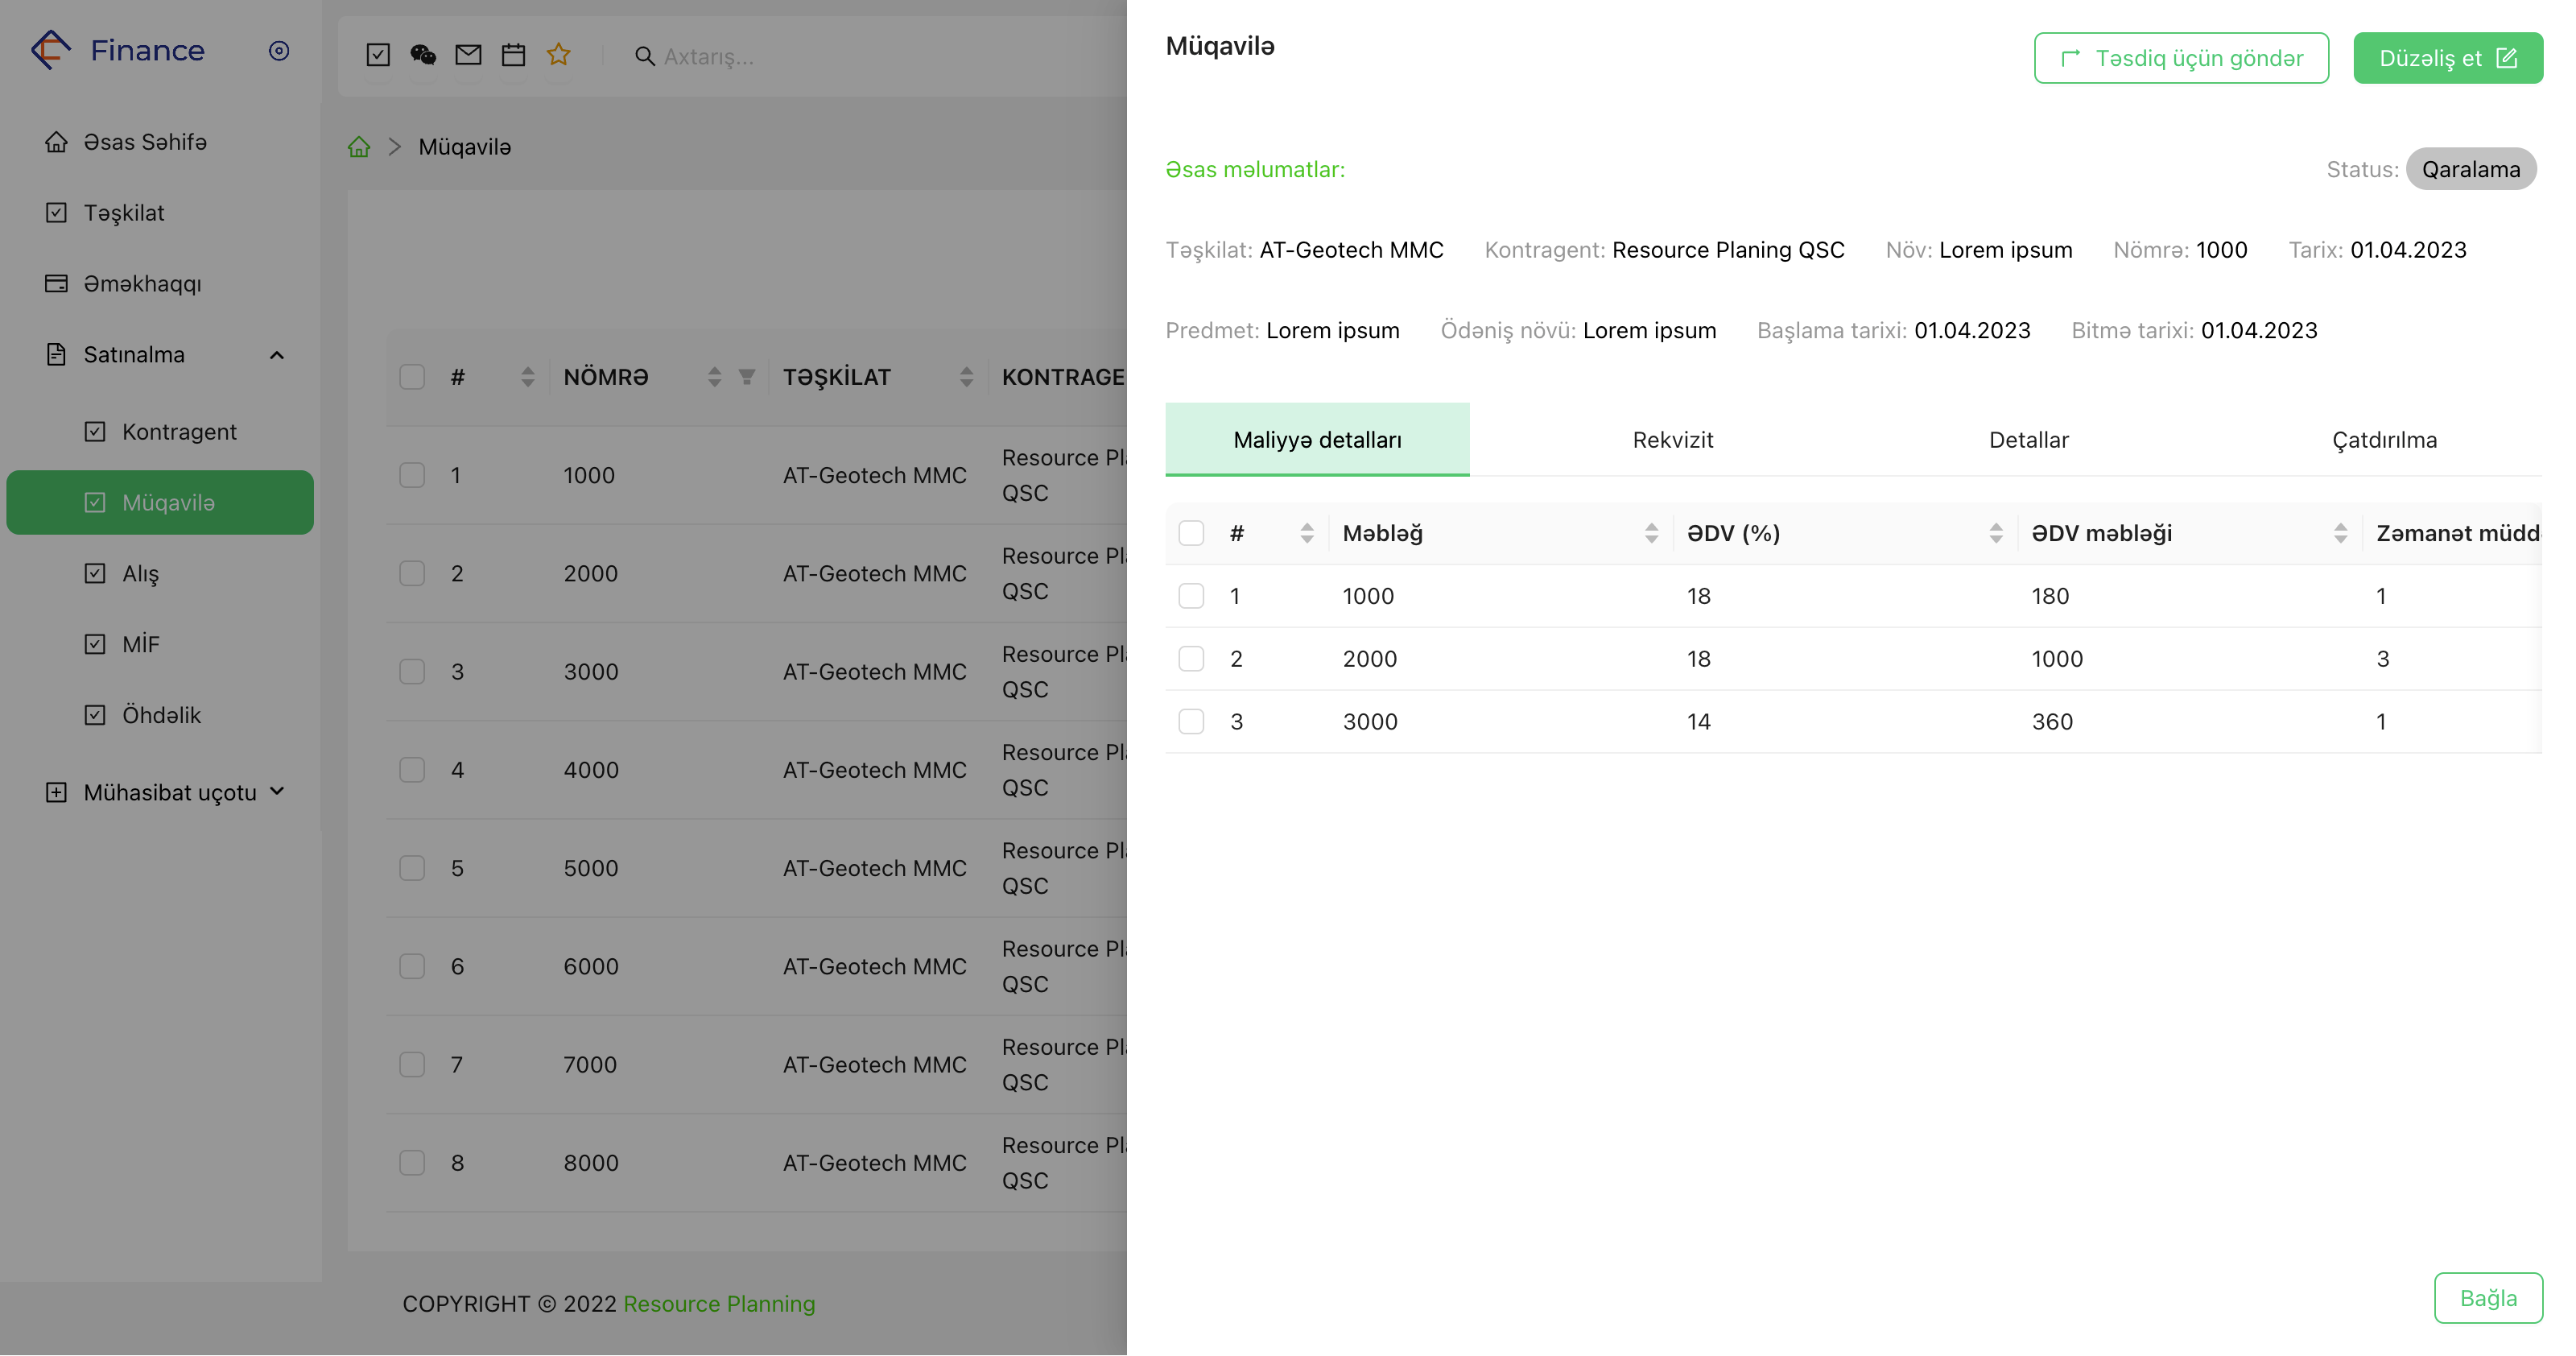 Finance
Əsas Səhifə
Təşkilat
Əməkhaqqı
Satınalma
Kontragent
Müqavilə
Alış
MİF
Öhdəlik
Mühasibat uçotu
Axtarış...
Müqavilə
# NÖMRƏ TƏŞKİLAT KONTRAGE
1 1000 AT-Geotech MMC Resource Pl
QSC
2 2000 AT-Geotech MMC Resource Pl
QSC
3 3000 AT-Geotech MMC Resource Pl
QSC
4 4000 AT-Geotech MMC Resource Pl
QSC
5 5000 AT-Geotech MMC Resource Pl
QSC
6 6000 AT-Geotech MMC Resource Pl
QSC
7 7000 AT-Geotech MMC Resource Pl
QSC
8 8000 AT-Geotech MMC Resource Pl
QSC
COPYRIGHT © 2022 Resource Planning
Müqavilə
Təsdiq üçün göndər
Düzəliş et
Əsas məlumatlar:
Status: Qaralama
Təşkilat: AT-Geotech MMC Kontragent: Resource Planing QSC Növ: Lorem ipsum Nömrə: 1000 Tarix: 01.04.2023
Predmet: Lorem ipsum Ödəniş növü: Lorem ipsum Başlama tarixi: 01.04.2023 Bitmə tarixi: 01.04.2023
Maliyyə detalları Rekvizit Detallar Çatdırılma
# Məbləğ ƏDV (%) ƏDV məbləği Zəmanət müdd
1 1000 18 180 1
2 2000 18 1000 3
3 3000 14 360 1
Bağla